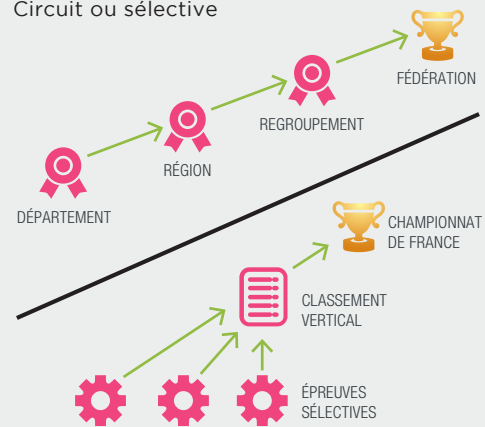 Circuit ou sélective
FÉDÉRATION
REGROUPEMENT
RÉGION
DÉPARTEMENT
CHAMPIONNAT
DE FRANCE
CLASSEMENT
VERTICAL
ÉPREUVES
SÉLECTIVES